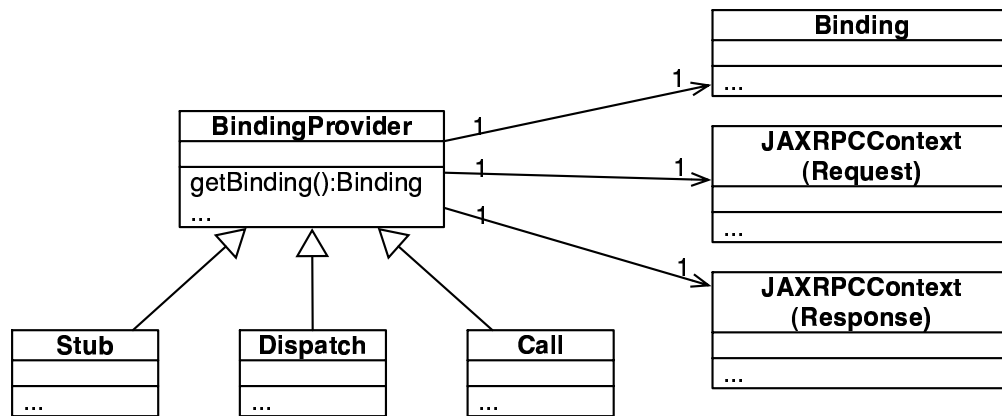 Binding
...
1
1
BindingProvider
getBinding():Binding
...
JAXRPCContext
(Request)
...
1
1
JAXRPCContext
(Response)
...
1
1
Stub
...
Dispatch
...
Call
...